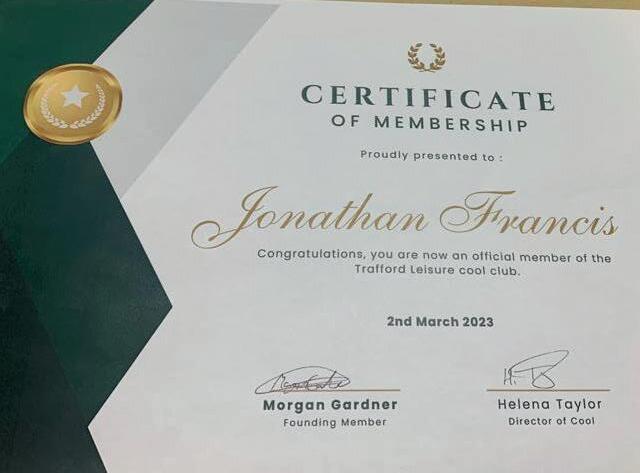 CERTIFICATE
OF MEMBERSHIP
Proudly presented to :
Jonathan Francis
Congratulations, you are now an official member of the
Trafford Leisure cool club.
2nd March 2023
Morgan Gardner
Founding Member
Helena Taylor
Director of Cool